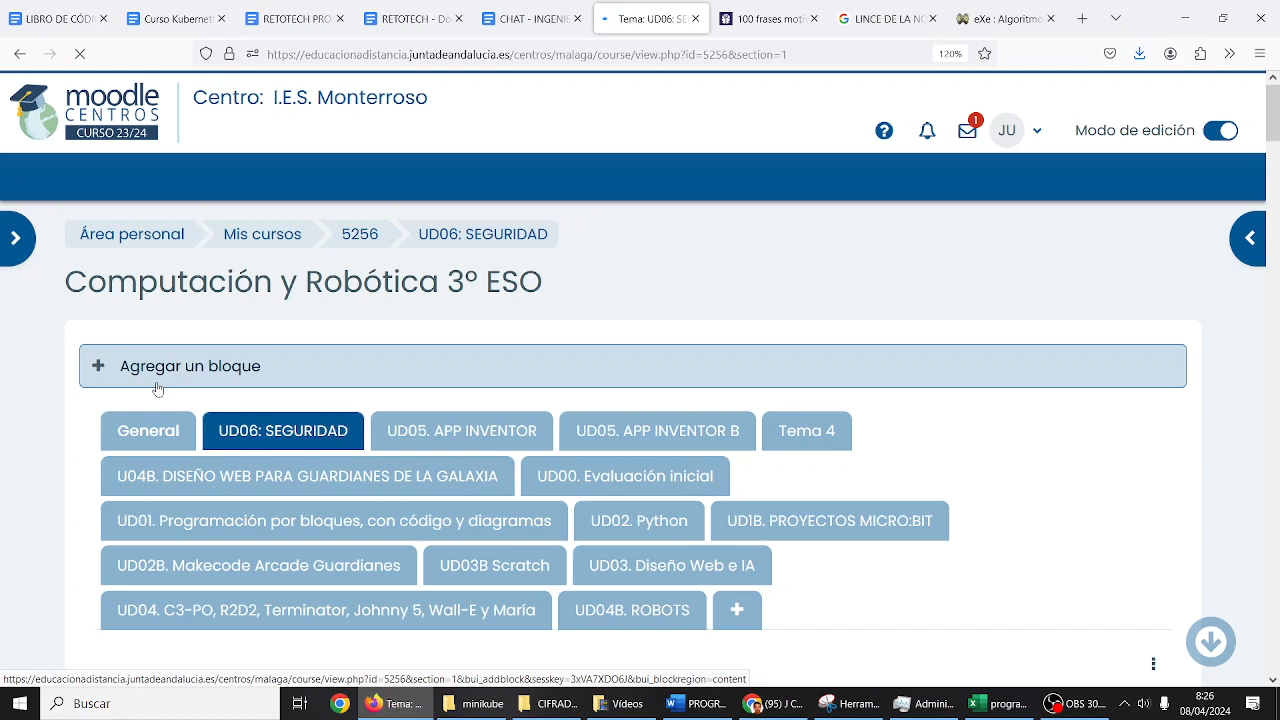 LIBRO DE CÓDI
Curso Kubernet
RETOTECH PRO
RETOTECH - D
CHAT - INGENI
Tema: UD06: SE
100 frases mo
LINCE DE LA N
eXe : Algoritmo
https://educacionadistancia.juntadeandalucia.es/centros/malaga/course/view.php?id=5256&section=1
120%
moodle
CENTROS
CURSO 23/24
Centro: I.E.S. Monterroso
1
JU
Modo de edición
Área personal
Mis cursos
5256
UD06: SEGURIDAD
Computación y Robótica 3º ESO
Agregar un bloque
General
UD06: SEGURIDAD
UD05. APP INVENTOR
UD05. APP INVENTOR B
Tema 4
U04B. DISEÑO WEB PARA GUARDIANES DE LA GALAXIA
UD00. Evaluación inicial
UD01. Programación por bloques, con código y diagramas
UD02. Python
UD1B. PROYECTOS MICRO:BIT
UD02B. Makecode Arcade Guardianes
UD03B Scratch
UD03. Diseño Web e IA
UD04. C3-PO, R2D2, Terminator, Johnny 5, Wall-E y María
UD04B. ROBOTS
https://educacionadistancia.juntadeandalucia.es/centros/malaga/course/view.php?id=5256&section=1&bui_addblock&sesskey=3xVA7XDO6J&bui_blockregion=content
Buscar
Tema: ...
minikube
CIFRAD...
Vídeos
PROGR...
(95) J C...
Herram...
Admini...
progra...
OBS 30...
8:26
08/04/2024